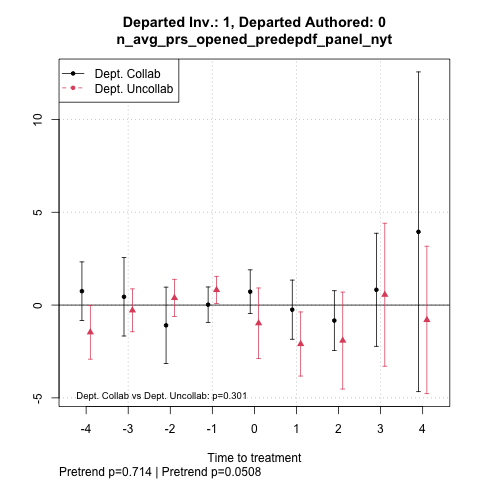 Departed Inv.: 1, Departed Authored: 0
n_avg_prs_opened_predepdf_panel_nyt
Dept. Collab
Dept. Uncollab
10
5
0
-5
Dept. Collab vs Dept. Uncollab: p=0.301
-4 -3 -2 -1 0 1 2 3 4
Time to treatment
Pretrend p=0.714 | Pretrend p=0.0508